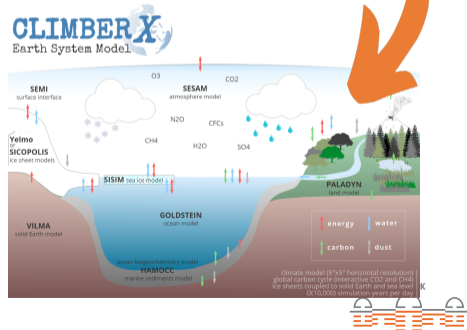 CLIMBER X
Earth System Model
O3
CO2
SEMI
surface interface
SESAM
atmosphere model
N2O
CFCs
Yelmo
or
SICOPOLIS
ice sheet models
CH4
H2O
SO4
SISIM sea ice model
PALADYN
land model
VILMA
solid Earth model
GOLDSTEIN
ocean model
energy
water
carbon
dust
ocean biogeochemistry model
HAMOCC
marine sediments model
climate model (5°x5° horizontal resolution)
global carbon cycle (interactive CO2 and CH4)
ice sheets coupled to solid Earth and sea level
O(10,000) simulation years per day
K